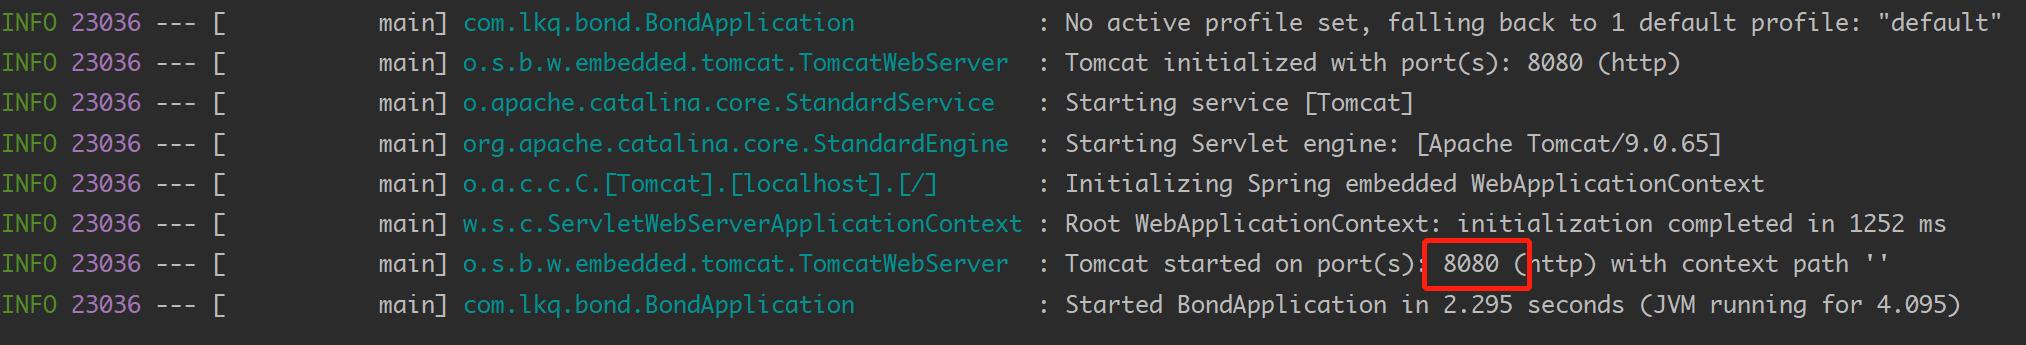 INFO 23036 --- [           main] com.lkq.bond.BondApplication             : No active profile set, falling back to 1 default profile: "default"
INFO 23036 --- [           main] o.s.b.w.embedded.tomcat.TomcatWebServer  : Tomcat initialized with port(s): 8080 (http)
INFO 23036 --- [           main] o.apache.catalina.core.StandardService   : Starting service [Tomcat]
INFO 23036 --- [           main] org.apache.catalina.core.StandardEngine  : Starting Servlet engine: [Apache Tomcat/9.0.65]
INFO 23036 --- [           main] o.a.c.c.C.[Tomcat].[localhost].[/]       : Initializing Spring embedded WebApplicationContext
INFO 23036 --- [           main] w.s.c.ServletWebServerApplicationContext : Root WebApplicationContext: initialization completed in 1252 ms
INFO 23036 --- [           main] o.s.b.w.embedded.tomcat.TomcatWebServer  : Tomcat started on port(s): 8080 (http) with context path ''
INFO 23036 --- [           main] com.lkq.bond.BondApplication             : Started BondApplication in 2.295 seconds (JVM running for 4.095)